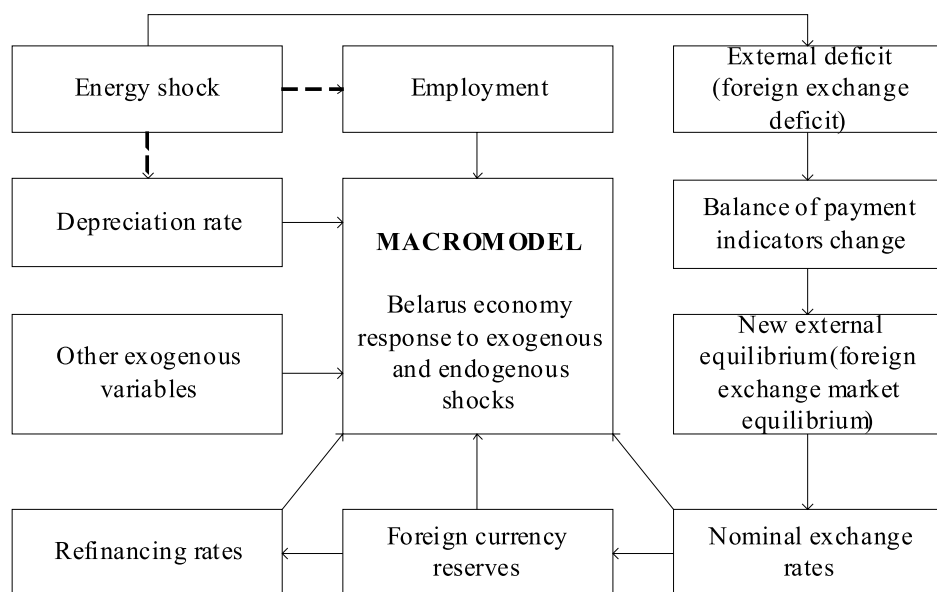 Energy shock
Employment
External deficit
(foreign exchange
deficit)
Depreciation rate
MACROMODEL
Belarus economy
response to exogenous
and endogenous
shocks
Balance of payment
indicators change
Other exogenous
variables
New external
equilibrium (foreign
exchange market
equilibrium)
Refinancing rates
Foreign currency
reserves
Nominal exchange
rates